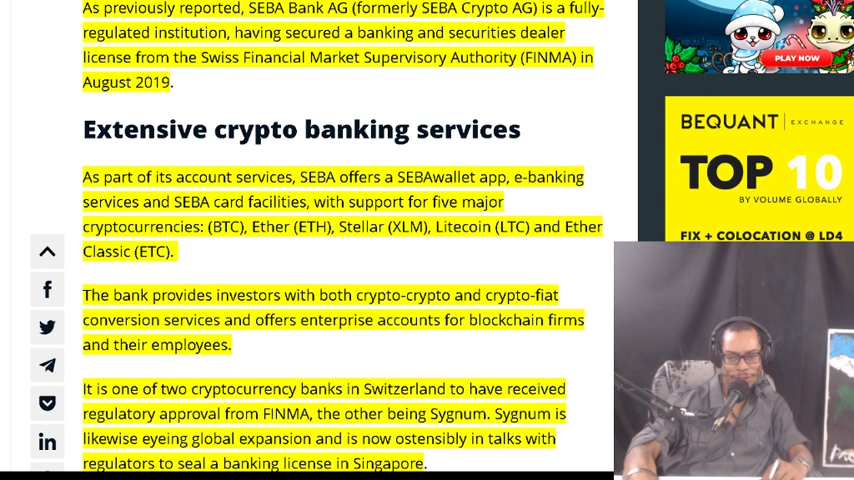 As previously reported, SEBA Bank AG (formerly SEBA Crypto AG) is a fully-
regulated institution, having secured a banking and securities dealer
license from the Swiss Financial Market Supervisory Authority (FINMA) in
August 2019.
Extensive crypto banking services
As part of its account services, SEBA offers a SEBAwallet app, e-banking
services and SEBA card facilities, with support for five major
cryptocurrencies: (BTC), Ether (ETH), Stellar (XLM), Litecoin (LTC) and Ether
Classic (ETC).
The bank provides investors with both crypto-crypto and crypto-fiat
conversion services and offers enterprise accounts for blockchain firms
and their employees.
It is one of two cryptocurrency banks in Switzerland to have received
regulatory approval from FINMA, the other being Sygnum. Sygnum is
likewise eyeing global expansion and is now ostensibly in talks with
regulators to seal a banking license in Singapore.
PLAY NOW
BEQUANT | EXCHANGE
TOP 10
BY VOLUME GLOBALLY
FIX + COLOCATION @ LD4